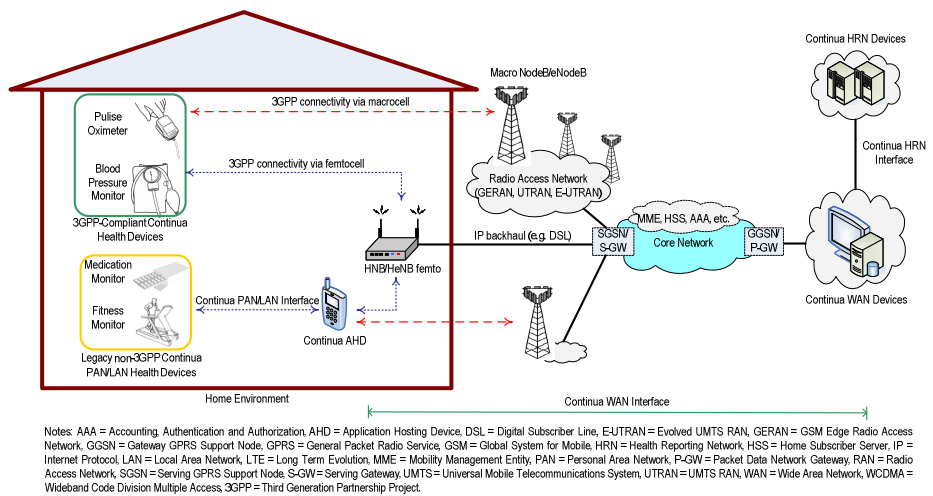 Continua HRN Devices
Macro NodeB/eNodeB
3GPP connectivity via macrocell
Pulise
Oximeter
Continua HRN
Interface
3GPP connectivity via femtocell
Blood
Pressure
Monitor
Radio Access Network
(GERAN, UTRAN, E-UTRAN)
3GPP-Compliant Continua
Health Devices
MME, HSS, AAA, etc.
IP backhaul (e.g. DSL)
SGSN/
S-GW
Core Network
GGSN/
P-GW
HNB/HeNB femto
Medication
Monitor
Continua WAN Devices
Continua PAN/LAN Interface
Fitness
Monitor
Continua AHD
Legacy non-3GPP Continua
PAN/LAN Health Devices
Home Environment
Continua WAN Interface
Notes: AAA = Accounting, Authentication and Authorization, AHD = Application Hosting Device, DSL = Digital Subscriber Line, E-UTRAN = Evolved UMTS RAN, GERAN = GSM Edge Radio Access
Network, GGSN = Gateway GPRS Support Node, GPRS = General Packet Radio Service, GSM = Global System for Mobile, HRN = Health Reporting Network, HSS = Home Subscriber Server, IP =
Internet Protocol, LAN = Local Area Network, LTE = Long Term Evolution, MME = Mobility Management Entity, PAN = Personal Area Network, P-GW = Packet Data Network Gateway, RAN = Radio
Access Network, SGSN = Serving GPRS Support Node, S-GW = Serving Gateway, UMTS = Universal Mobile Telecommunications System, UTRAN = UMTS RAN, WAN = Wide Area Network, WCDMA =
Wideband Code Division Multiple Access, 3GPP = Third Generation Partnership Project.